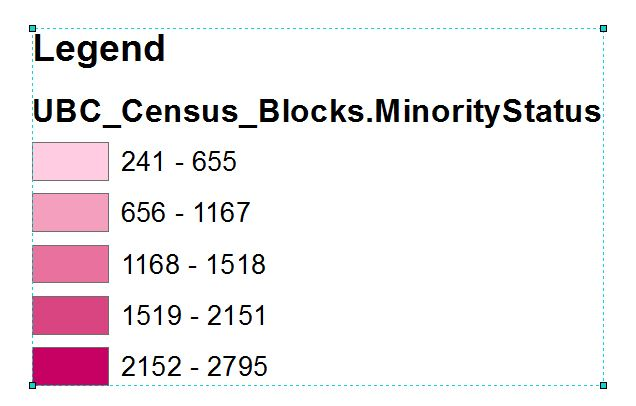 Legend
UBC_Census_Blocks.MinorityStatus
241 - 655
656 - 1167
1168 - 1518
1519 - 2151
2152 - 2795